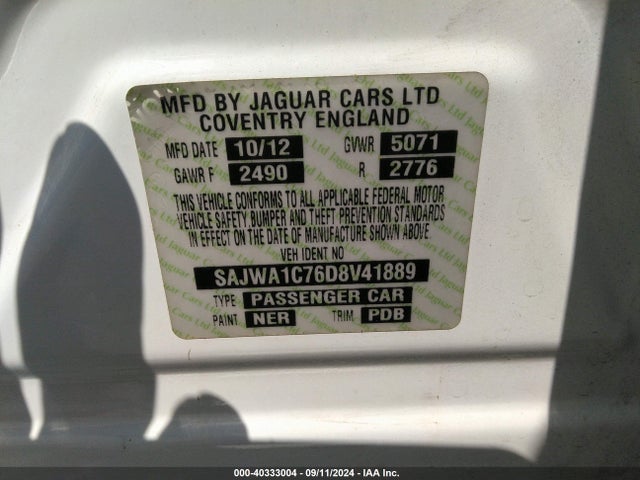 MFD BY JAGUAR CARS LTD
COVENTRY ENGLAND
MFD DATE 10/12 GVWR 5071
GAWR F 2490 R 2776
THIS VEHICLE CONFORMS TO ALL APPLICABLE FEDERAL MOTOR
VEHICLE SAFETY BUMPER AND THEFT PREVENTION STANDARDS
IN EFFECT ON THE DATE OF MANUFACTURE SHOWN ABOVE
VEH IDENT NO
SAJWA1C76D8V41889
TYPE PASSENGER CAR
PAINT NER TRIM PDB
000-40333004 - 09/11/2024 - IAA Inc.